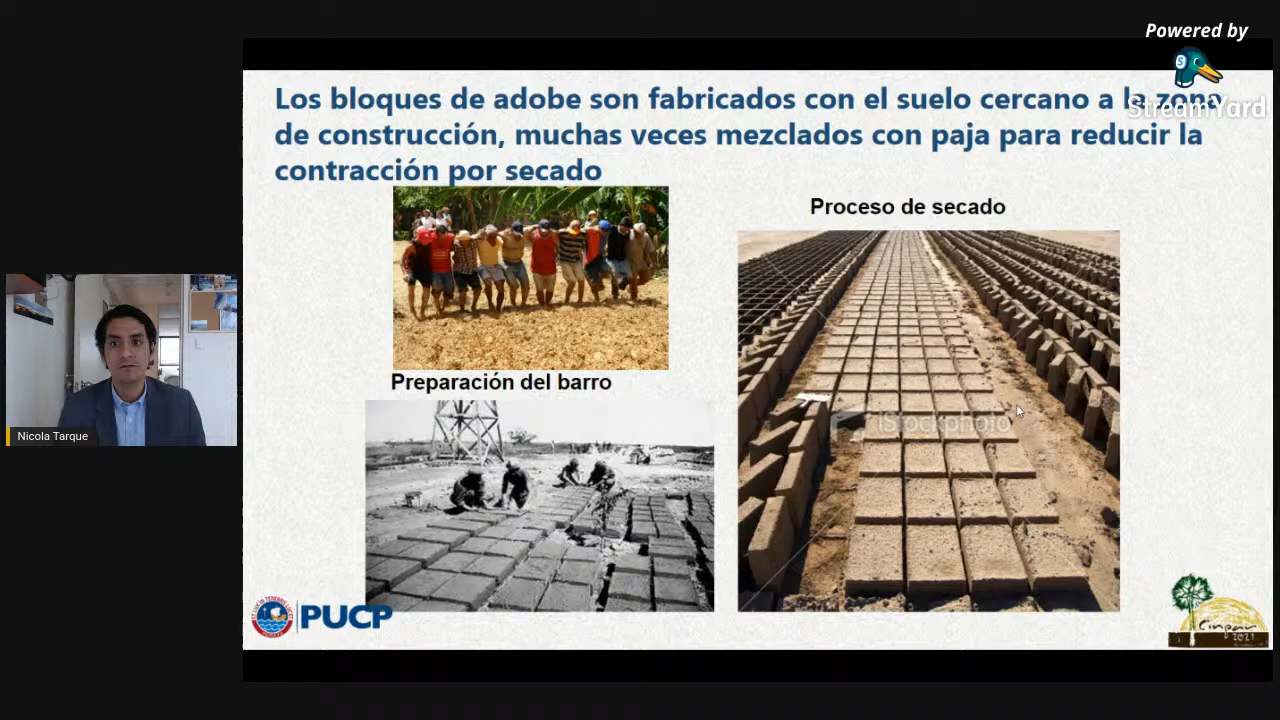 Powered by
StreamYard
Los bloques de adobe son fabricados con el suelo cercano a la zona
de construcción, muchas veces mezclados con paja para reducir la
contracción por secado
Proceso de secado
Preparación del barro
iStockphoto
Nicola Tarque
PUCP
2021